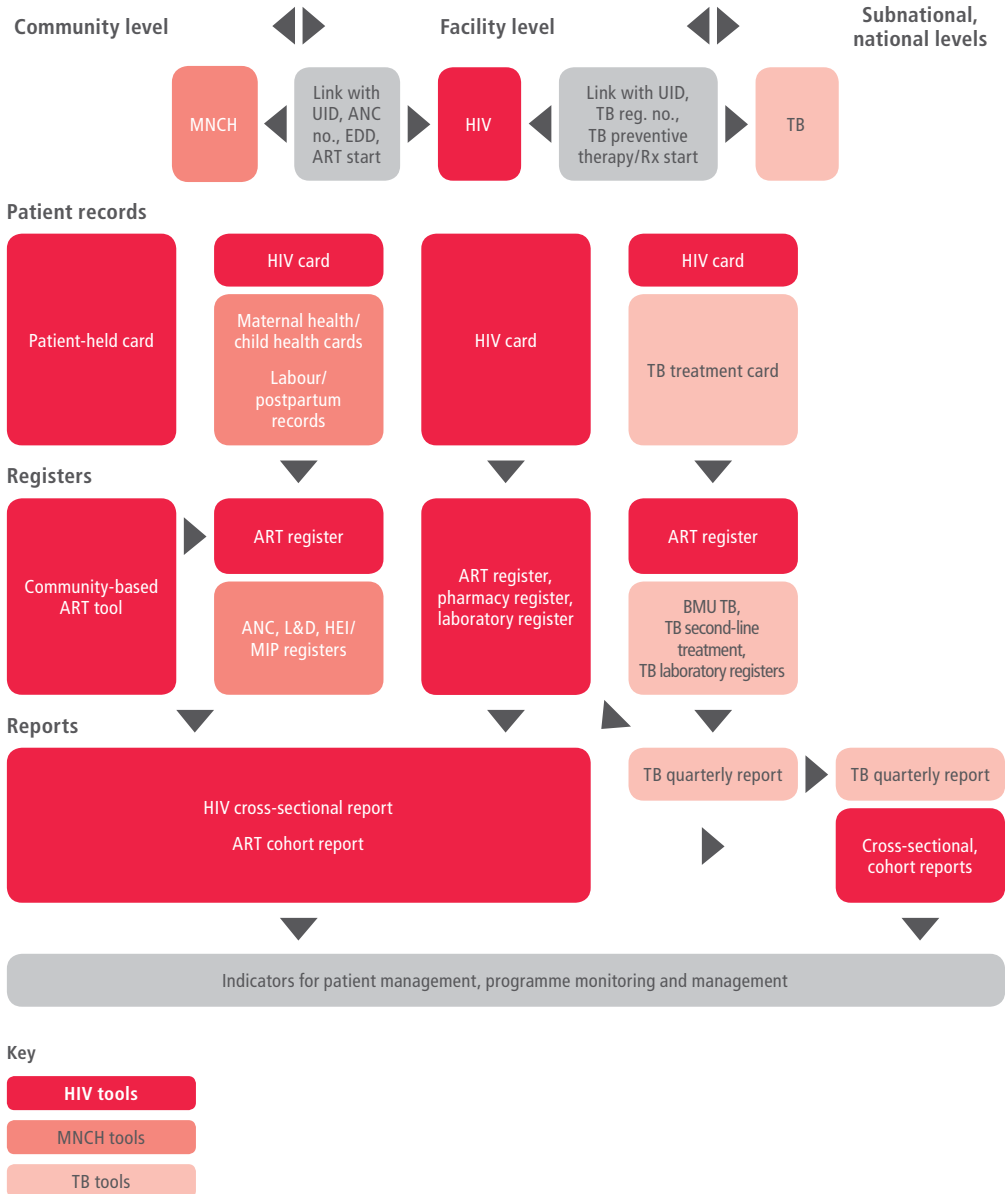 Community level
Facility level
Subnational,
national levels
MNCH
Link with
UID, ANC
no., EDD,
ART start
HIV
Link with UID,
TB reg. no.,
TB preventive
therapy/Rx start
TB
Patient records
Patient-held card
HIV card
Maternal health/
child health cards
Labour/
postpartum
records
HIV card
HIV card
TB treatment card
Registers
Community-based
ART tool
ART register
ANC, L&D, HEI/
MIP registers
ART register,
pharmacy register,
laboratory register
ART register
BMU TB,
TB second-line
treatment,
TB laboratory registers
Reports
HIV cross-sectional report
ART cohort report
TB quarterly report
TB quarterly report
Cross-sectional,
cohort reports
Indicators for patient management, programme monitoring and management
Key
HIV tools
MNCH tools
TB tools